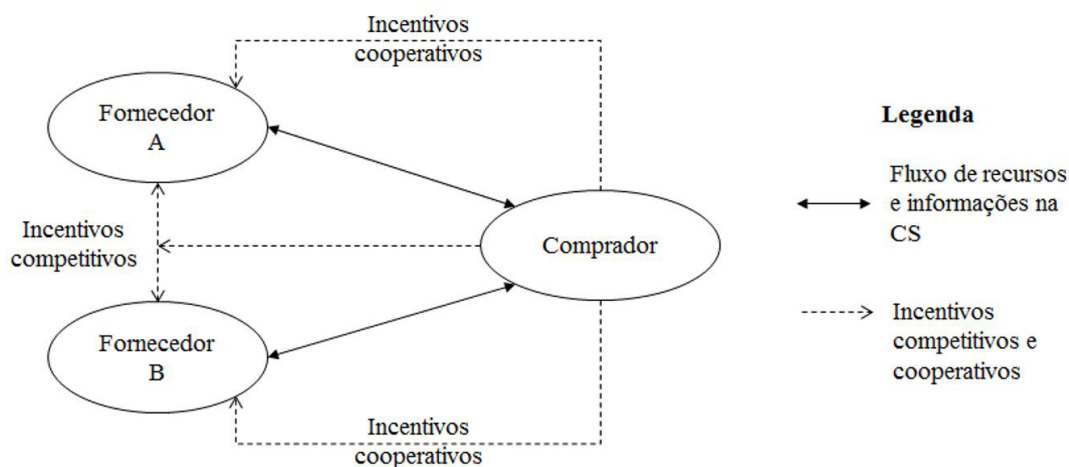 Incentivos
cooperativos
Fornecedor
A
Incentivos
competitivos
Comprador
Fornecedor
B
Incentivos
cooperativos
Legenda
Fluxo de recursos
e informações na
CS
Incentivos
competitivos e
cooperativos